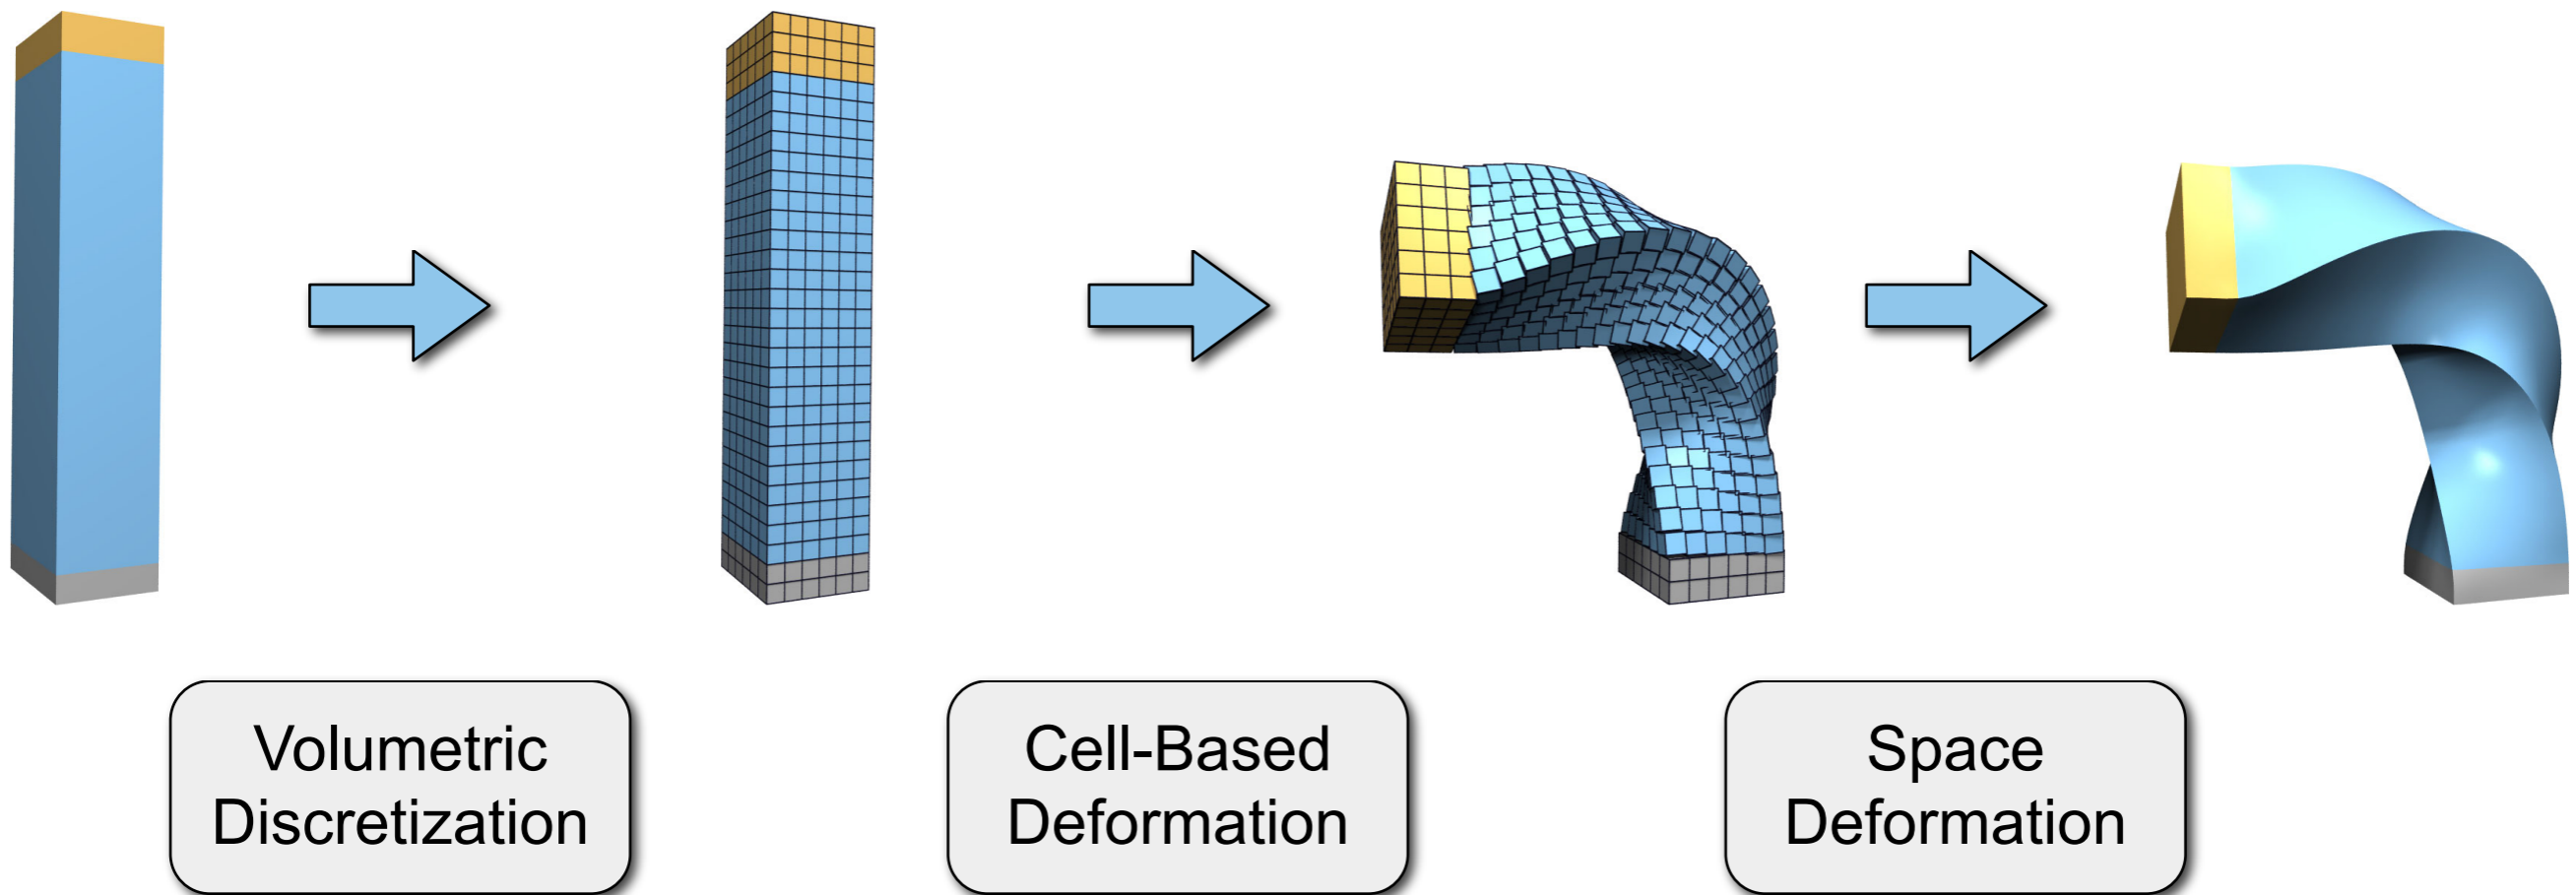 Volumetric
Discretization
Cell-Based
Deformation
Space
Deformation